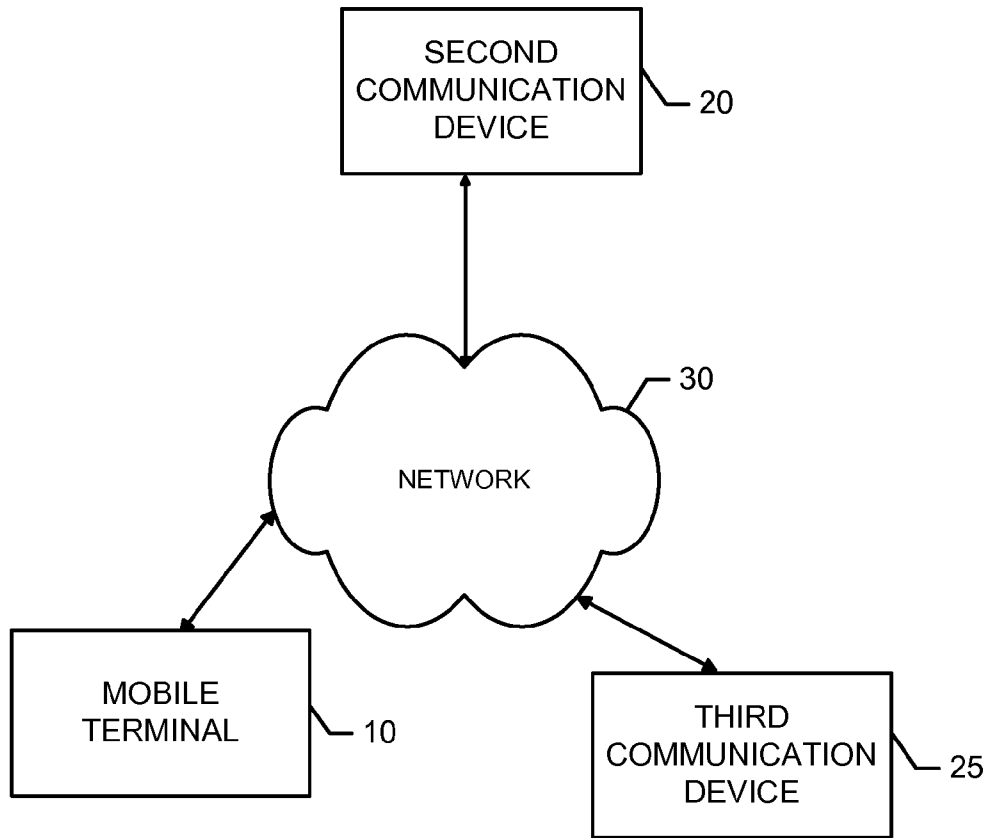 SECOND
COMMUNICATION
DEVICE
20
30
NETWORK
MOBILE
TERMINAL
10
THIRD
COMMUNICATION
DEVICE
25